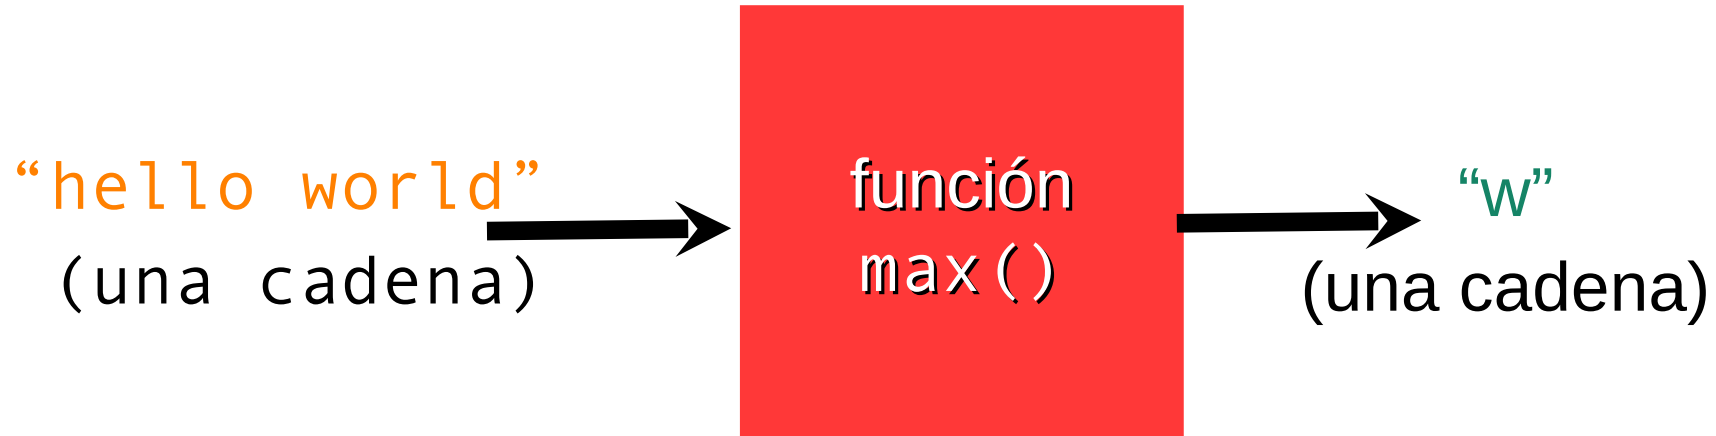 “hello world”
(una cadena)
función
max()
“w”
(una cadena)